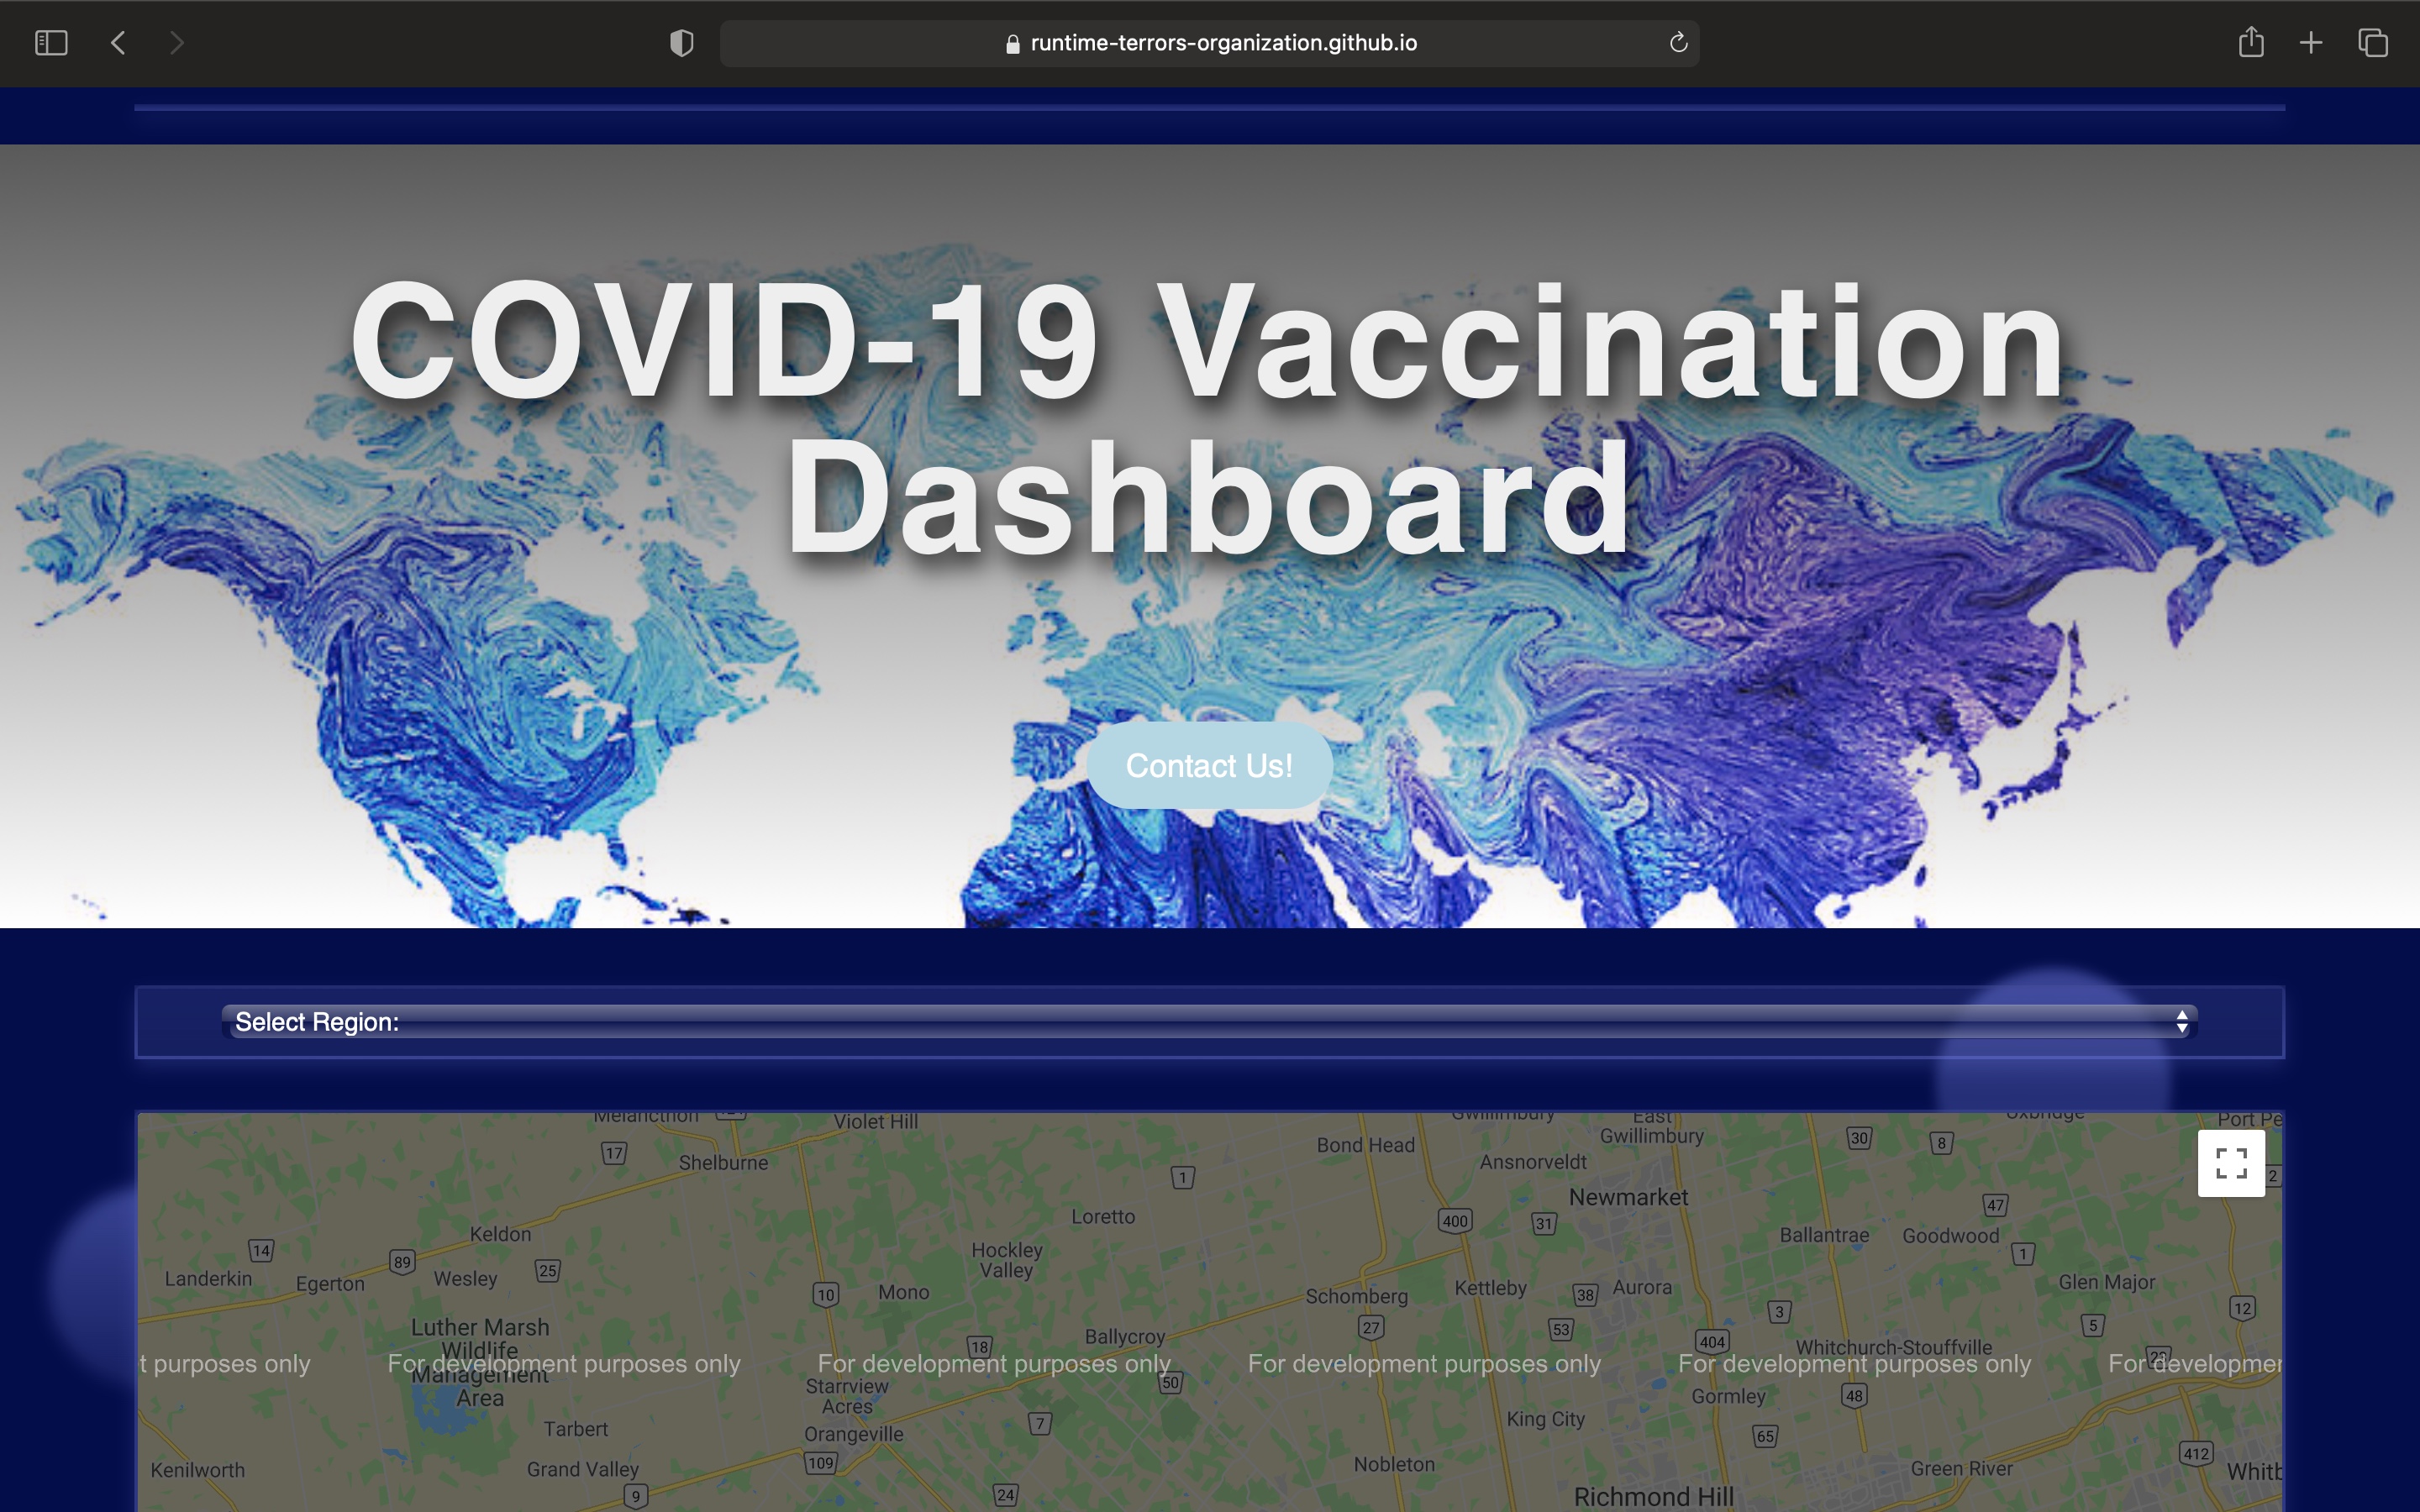 runtime-terrors-organization.github.io
COVID-19 Vaccination
Dashboard
Contact Us!
Select Region:
Melancthon
Violet Hill
Gwillimbury
East
Gwillimbury
Uxbridge
Port Pe
17
Shelburne
1
Bond Head
Ansnorveldt
30
8
2
Newmarket
47
Loretto
400
31
Keldon
Hockley
Valley
Ballantrae
Goodwood
1
14
89
25
Landerkin
Egerton
Wesley
10
Mono
Schomberg
Kettleby
38
Aurora
Glen Major
3
12
Luther Marsh
Wildlife
Management
Area
18
Ballycroy
27
53
404
Whitchurch-Stouffville
5
t purposes only
For development purposes only
For development purposes only
For development purposes only
For development purposes only
For developmen
Starrview
Acres
50
Gormley
48
Tarbert
Orangeville
7
King City
65
Kenilworth
Grand Valley
109
Nobleton
Green River
412
Whitb
9
24
Richmond Hill